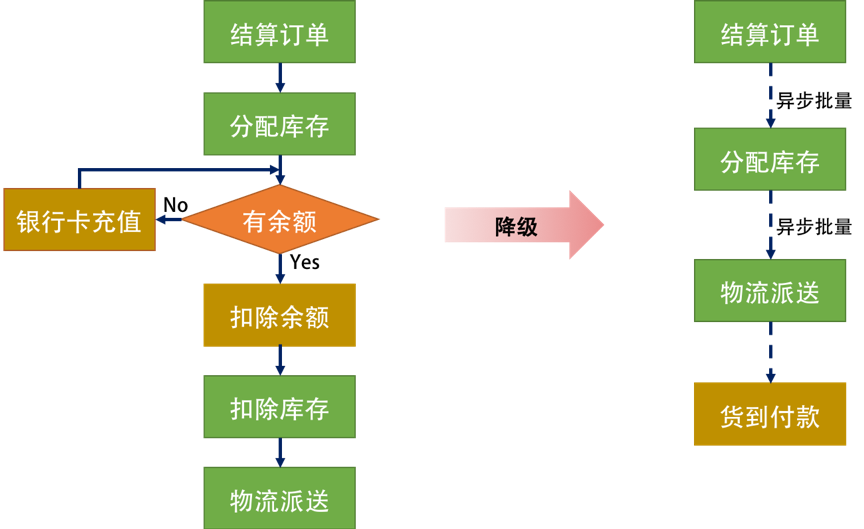 结算订单
分配库存
No
银行卡充值
有余额
Yes
扣除余额
扣除库存
物流派送
降级
结算订单
异步批量
分配库存
异步批量
物流派送
货到付款